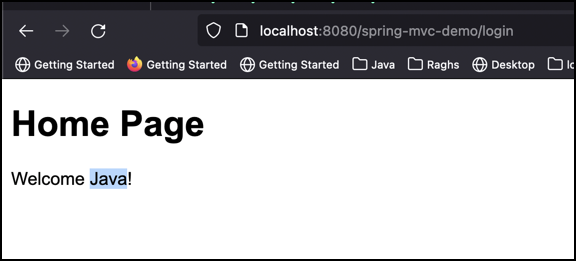 localhost:8080/spring-mvc-demo/login
Getting Started Getting Started Getting Started Java Raghs Desktop
Home Page
Welcome Java!